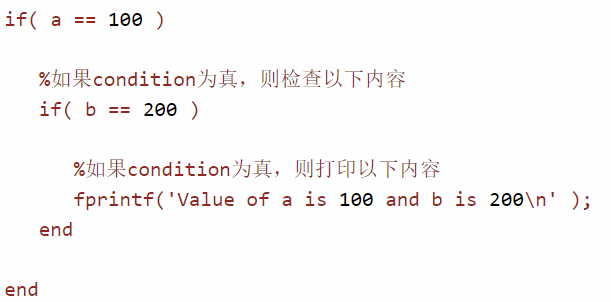 if( a == 100 )
%如果condition为真，则检查以下内容
if( b == 200 )
%如果condition为真，则打印以下内容
fprintf('Value of a is 100 and b is 200\n' );
end
end